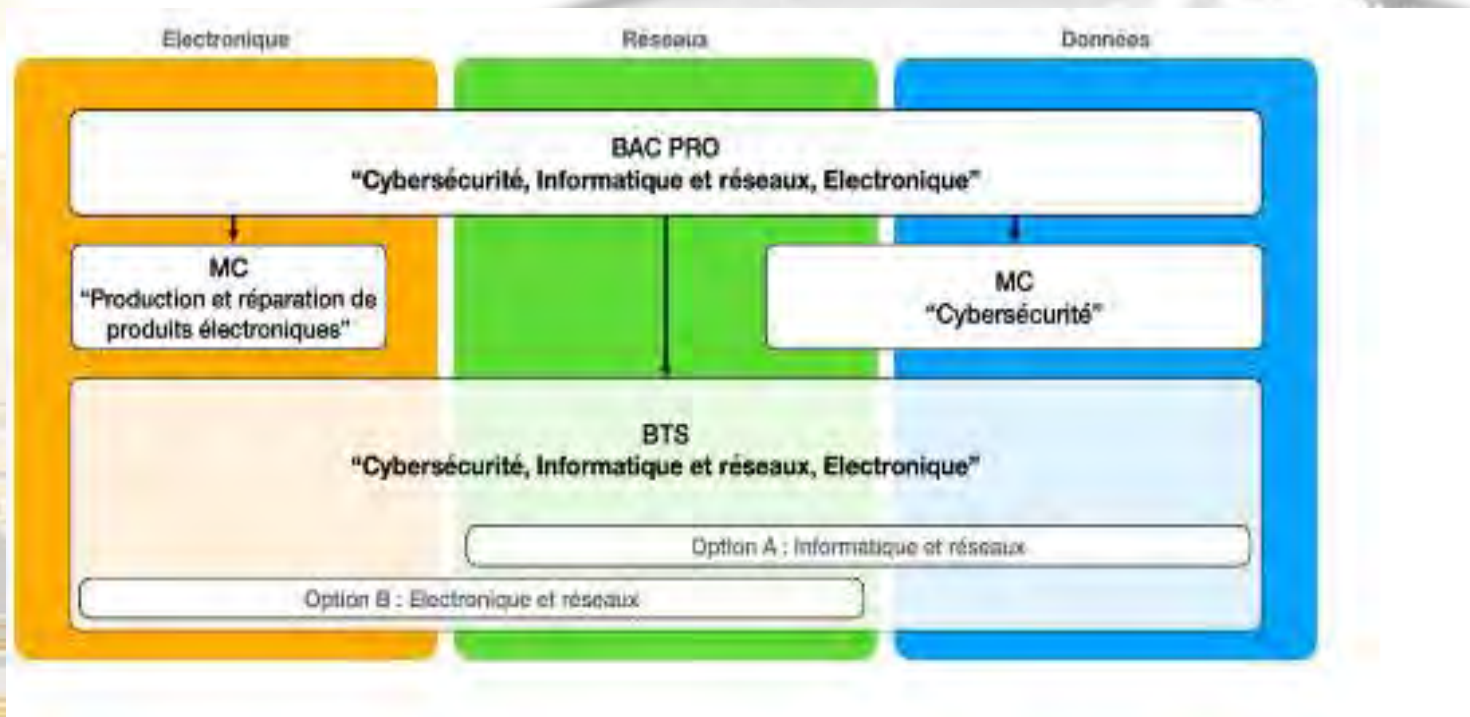 Electronique
Réseaux
Données
BAC PRO
“Cybersécurité, Informatique et réseaux, Electronique”
MC
“Production et réparation de
produits électroniques”
MC
“Cybersécurité”
BTS
“Cybersécurité, Informatique et réseaux, Electronique”
Option A : Informatique et réseaux
Option B : Electronique et réseaux